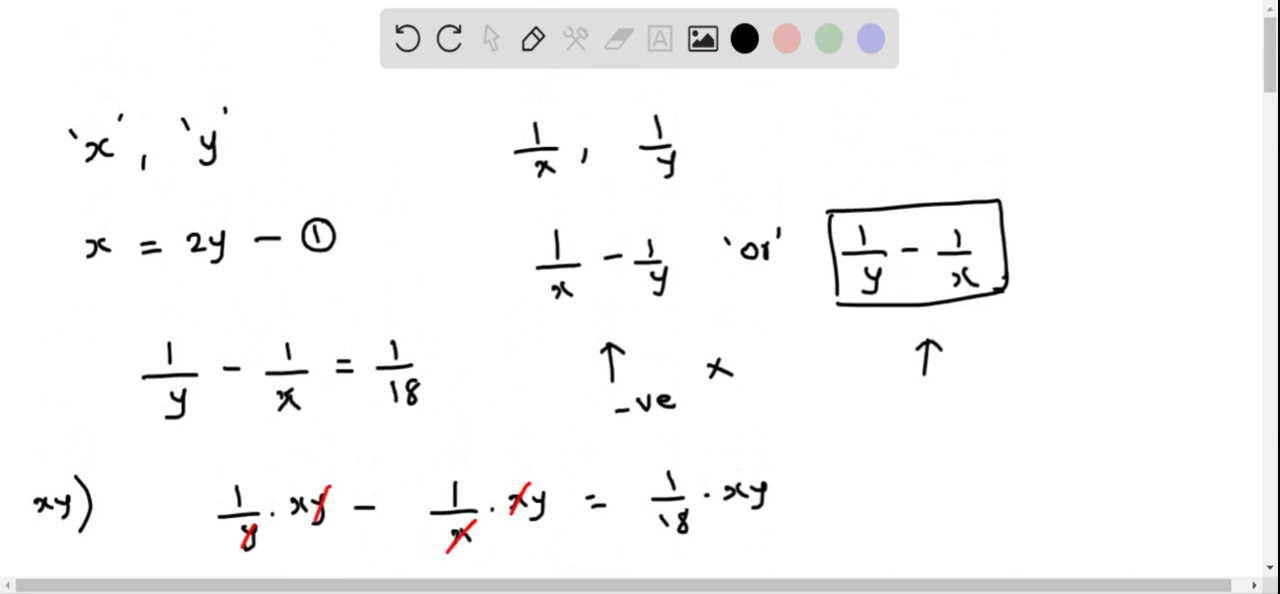 'x', 'y'
1/x, 1/y
x = 2y - ①
1/x - 1/y 'or' 1/y - 1/x
1/y - 1/x = 1/18
↑ x ↑
-ve
xy) 1/y · xy - 1/x · xy = 1/18 · xy
A